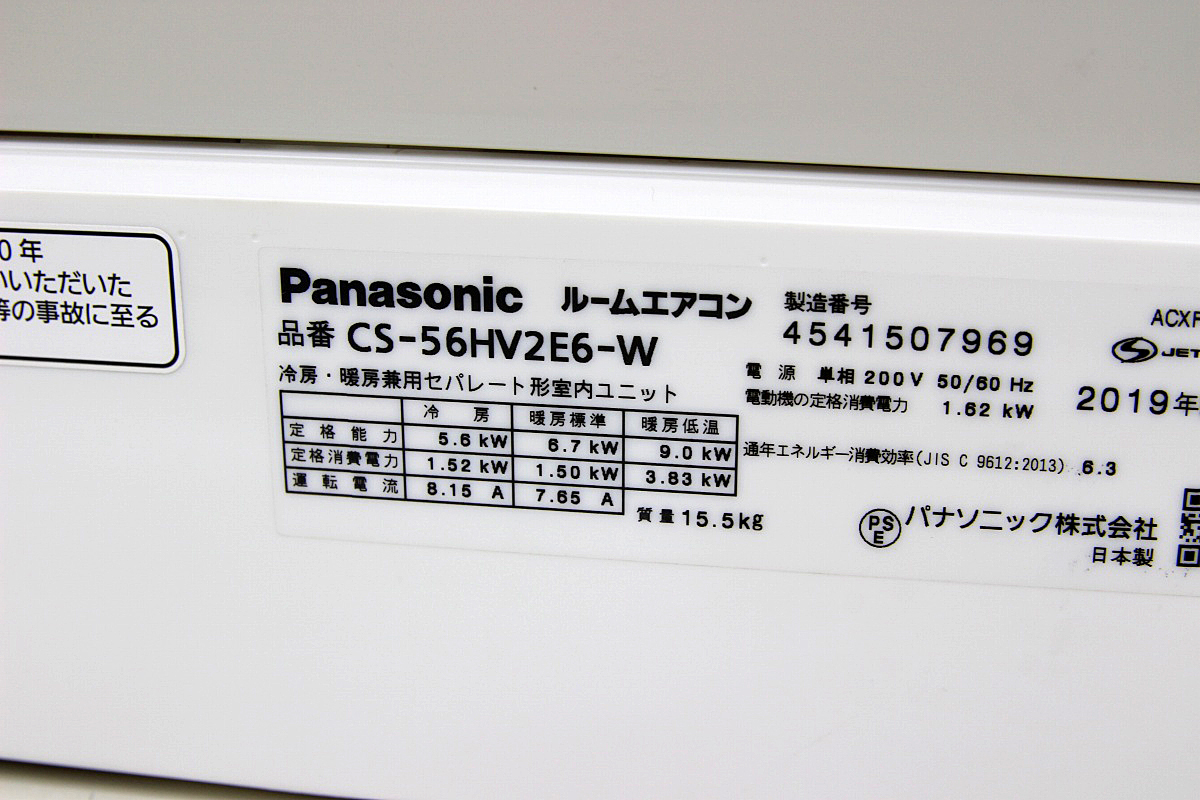 0年
いいただいた
等の事故に至る
Panasonic ルームエアコン
品番 CS-56HV2E6-W
冷房・暖房兼用セパレート形室内ユニット
冷 房 暖房標準 暖房低温
定格能力 5.6 kW 6.7 kW 9.0 kW
定格消費電力 1.52 kW 1.50 kW 3.83 kW
運転電流 8.15 A 7.65 A
質量 15.5kg
製造番号
4541507969
電 源 単相 200V 50/60 Hz
電動機の定格消費電力 1.62 kW
通年エネルギー消費効率(JIS C 9612:2013) 6.3
PS E パナソニック株式会社
日本製
ACXF
JET
2019年